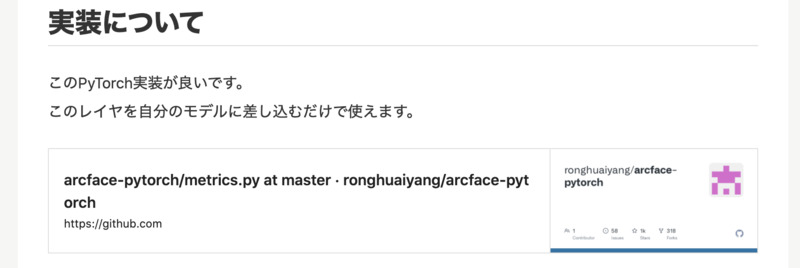 実装について
このPyTorch実装が良いです。
このレイヤを自分のモデルに差し込むだけで使えます。
arcface-pytorch/metrics.py at master · ronghuaiyang/arcface-pyt
orch
https://github.com
ronghuaiyang/arcface-
pytorch
1
Contributor
58
Issues
1k
Stars
318
Forks